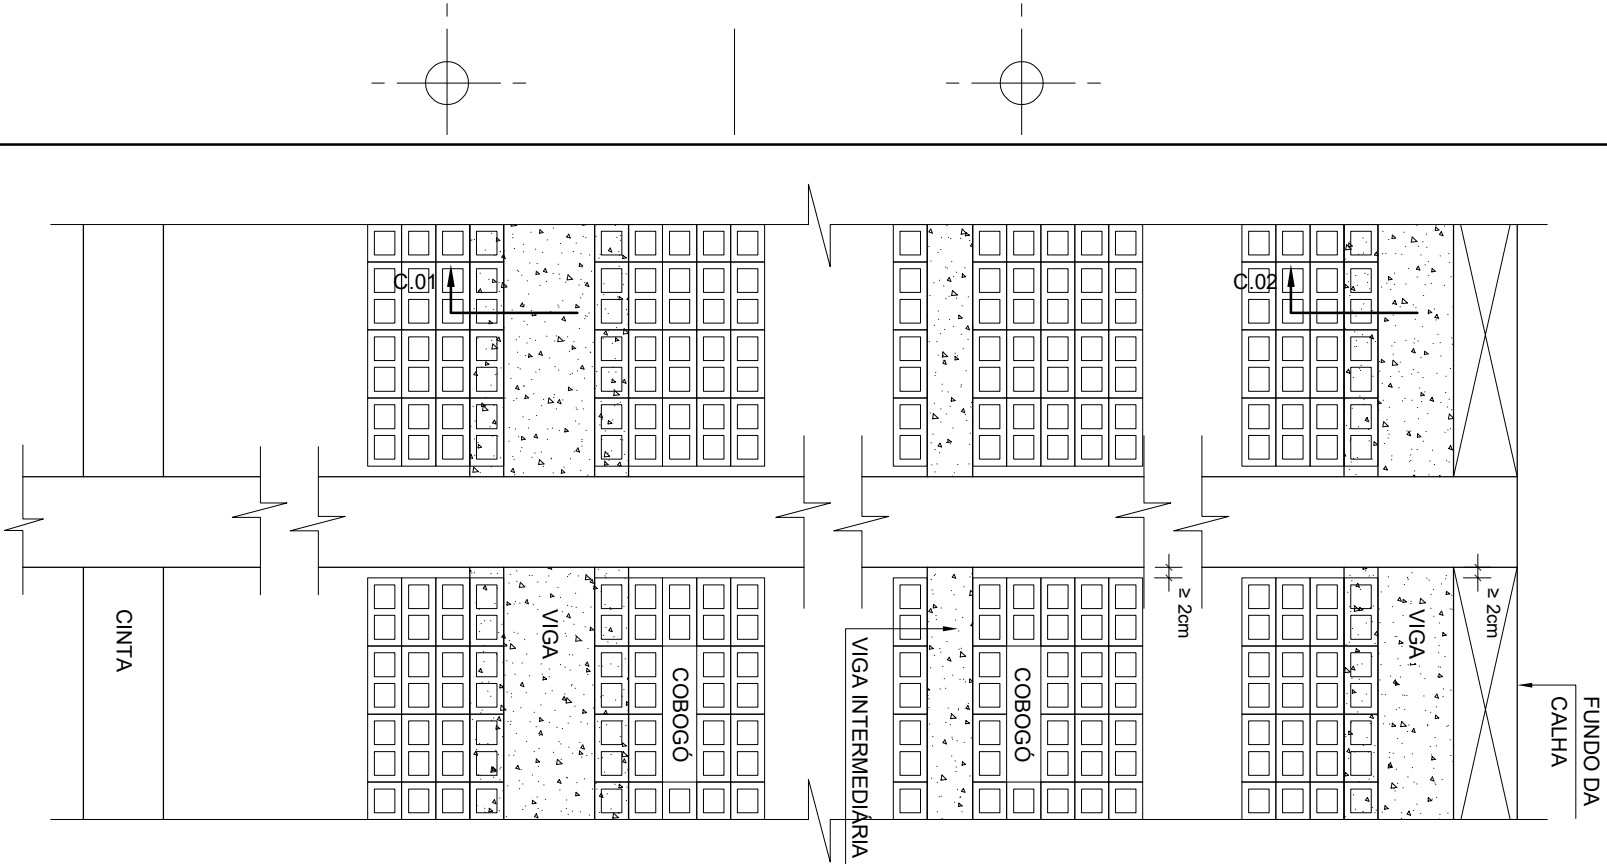 C.01
C.02
≥ 2cm
≥ 2cm
FUNDO DA
CALHA
VIGA
COBOGÓ
VIGA INTERMEDIÁRIA
COBOGÓ
VIGA
CINTA